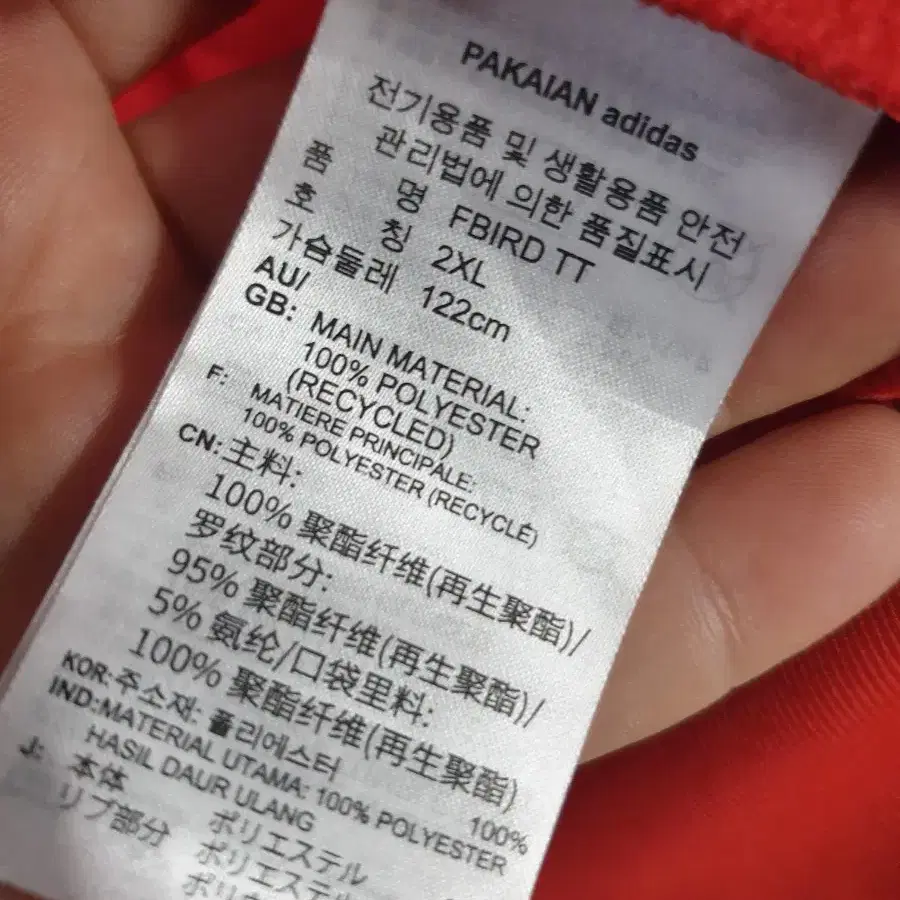 PAKAIAN adidas
전기용품 및 생활용품 안전
관리법에 의한 품질표시
품 명 FBIRD TT
호 칭 2XL
가슴둘레 122cm
AU/
GB: MAIN MATERIAL:
100% POLYESTER
(RECYCLED)
F: MATIERE PRINCIPALE:
100% POLYESTER (RECYCLÉ)
CN:主料:
100% 聚酯纤维(再生聚酯)/
罗纹部分:
95% 聚酯纤维(再生聚酯)/
5% 氨纶/口袋里料:
100% 聚酯纤维(再生聚酯)
KOR:주소재: 폴리에스터 100%
IND:MATERIAL UTAMA: 100% POLYESTER
HASIL DAUR ULANG
J: 本体 ポリエステル
リブ部分 ポリエステル